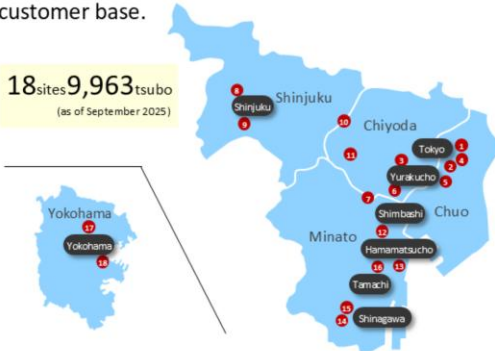 customer base.
18sites9,963tsubo
(as of September 2025)
8
Shinjuku
Shinjuku
9
10
Chiyoda
11
Tokyo
1
3
4
2
Yurakucho
5
6
7
Shimbashi
Chuo
Minato
12
Hamamatsucho
16
13
Tamachi
15
14
Shinagawa
Yokohama
17
Yokohama
18